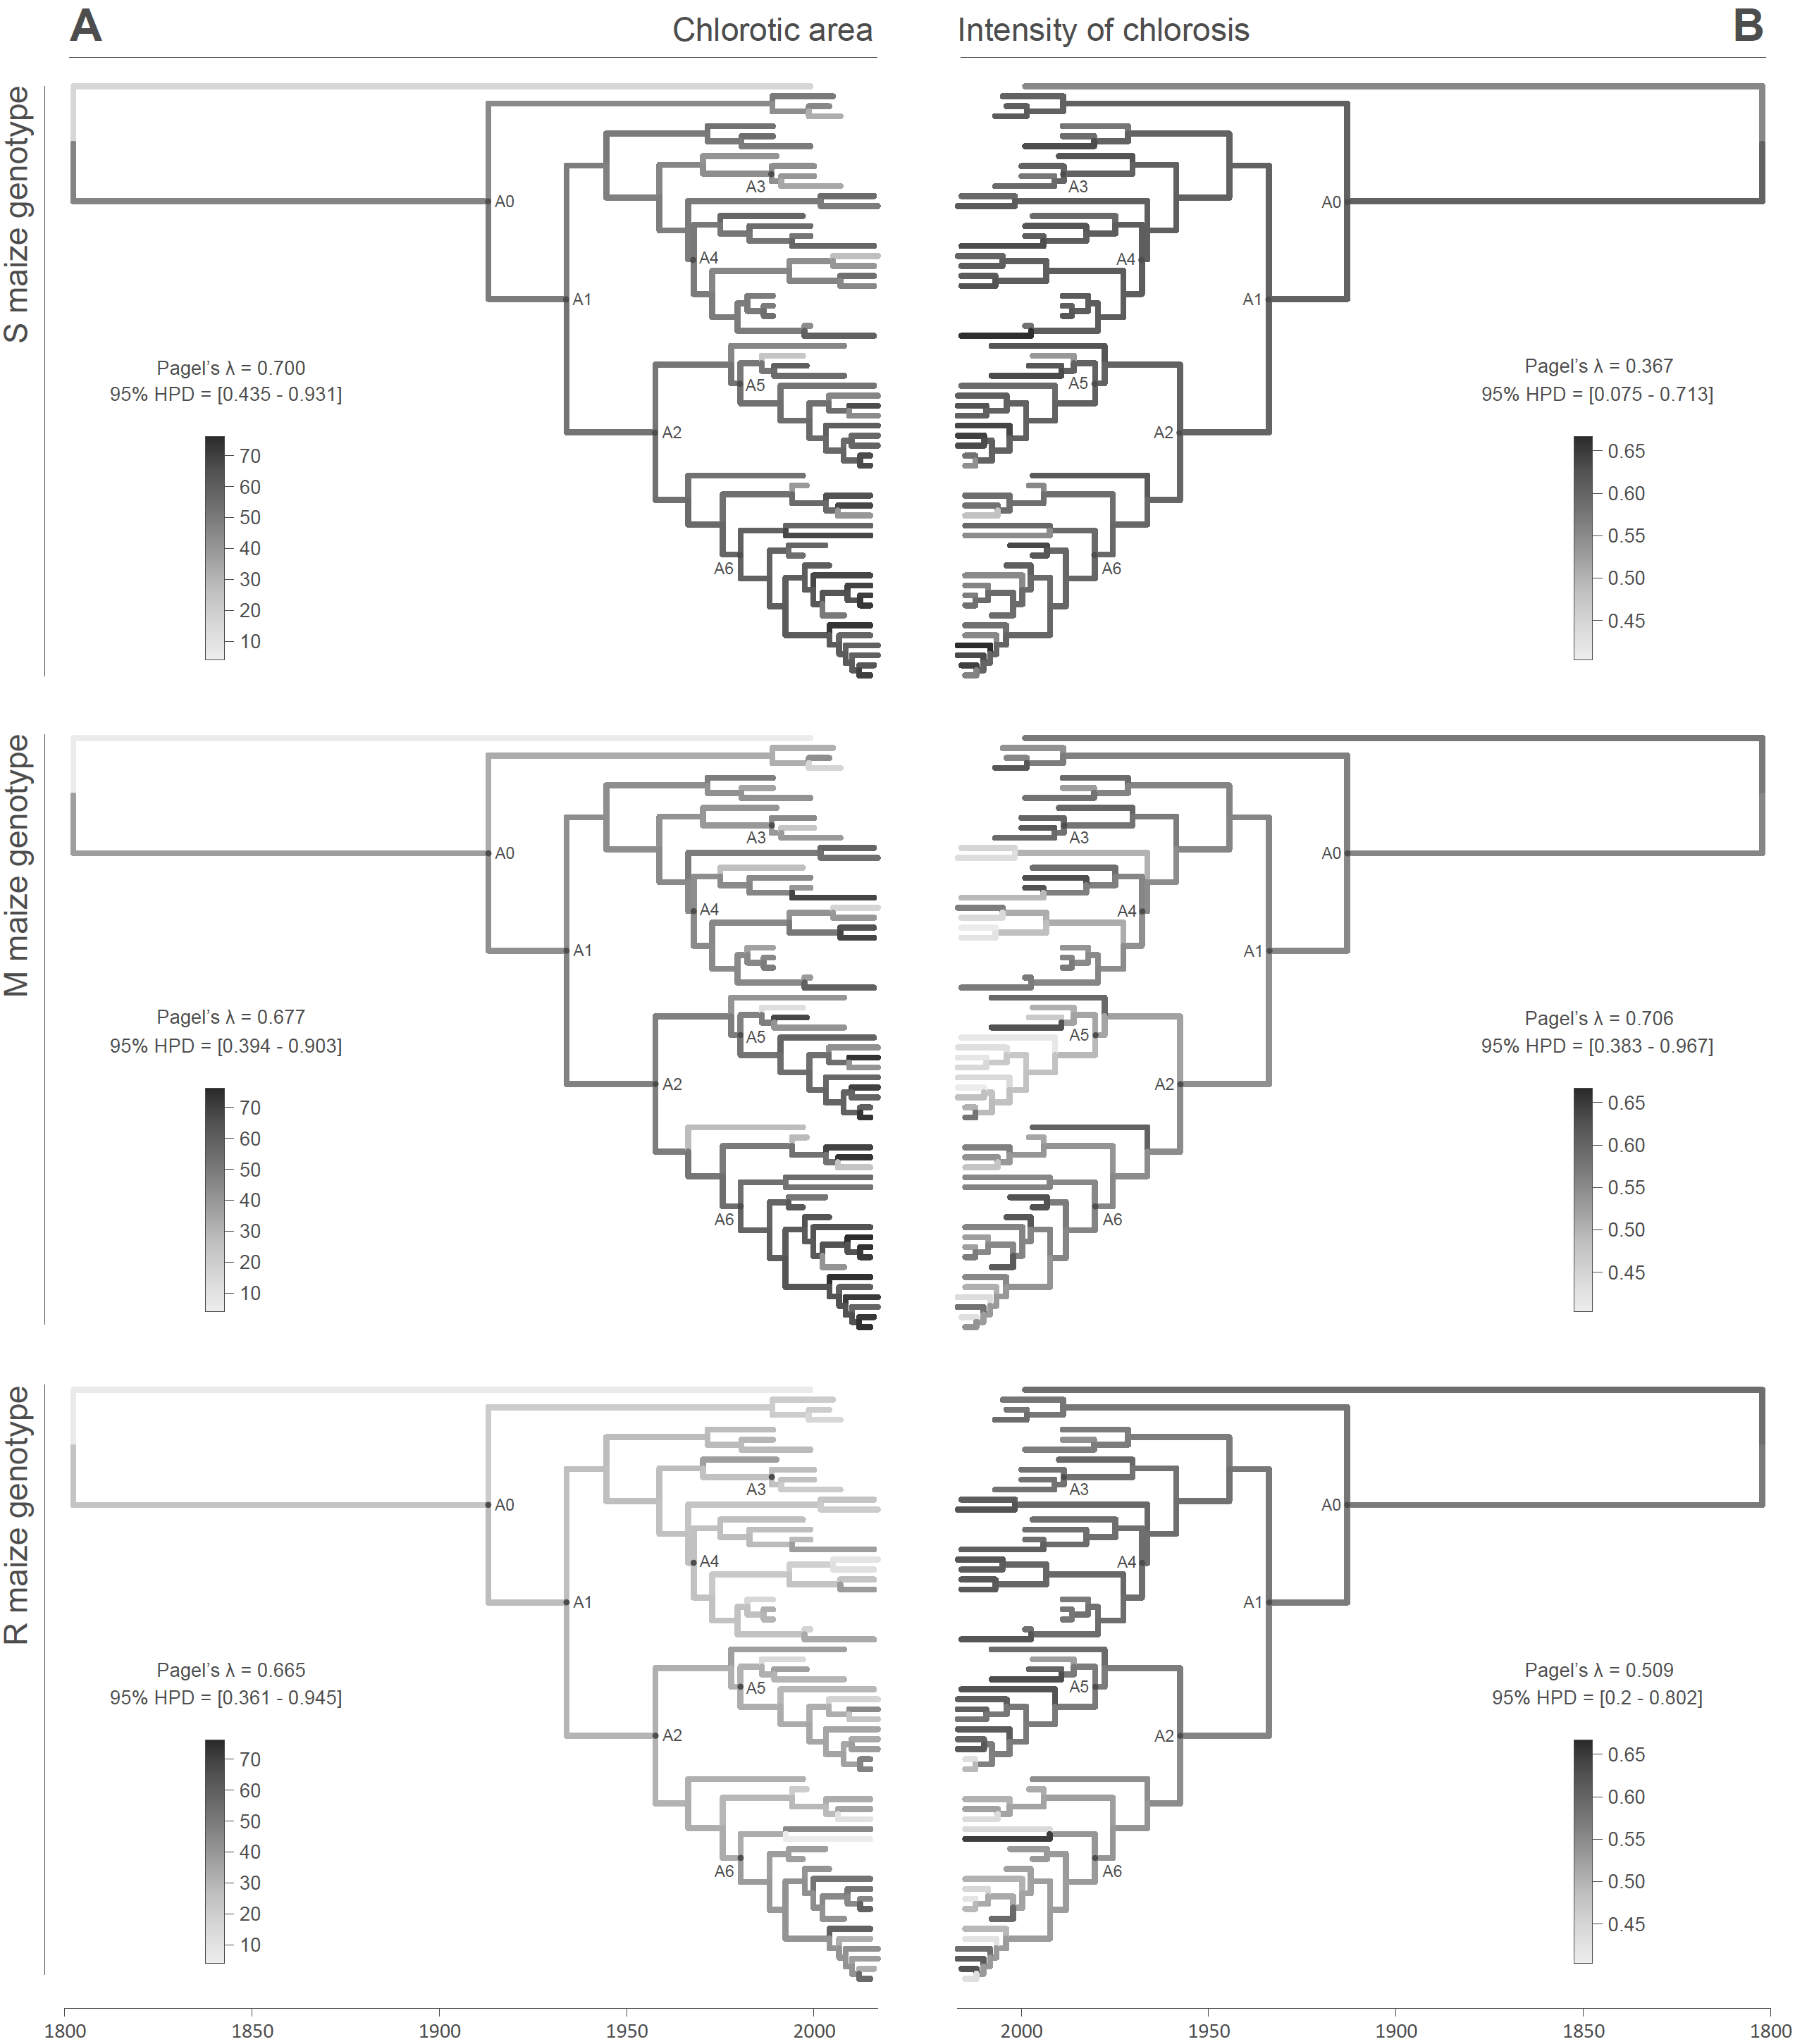 A
Chlorotic area
Intensity of chlorosis
B
S maize genotype
A0
A1
A2
A3
A4
A5
A6
Pagel’s λ = 0.700
95% HPD = [0.435 - 0.931]
70
60
50
40
30
20
10
A0
A1
A2
A3
A4
A5
A6
Pagel’s λ = 0.367
95% HPD = [0.075 - 0.713]
0.65
0.60
0.55
0.50
0.45
M maize genotype
A0
A1
A2
A3
A4
A5
A6
Pagel’s λ = 0.677
95% HPD = [0.394 - 0.903]
70
60
50
40
30
20
10
A0
A1
A2
A3
A4
A5
A6
Pagel’s λ = 0.706
95% HPD = [0.383 - 0.967]
0.65
0.60
0.55
0.50
0.45
R maize genotype
A0
A1
A2
A3
A4
A5
A6
Pagel’s λ = 0.665
95% HPD = [0.361 - 0.945]
70
60
50
40
30
20
10
A0
A1
A2
A3
A4
A5
A6
Pagel’s λ = 0.509
95% HPD = [0.2 - 0.802]
0.65
0.60
0.55
0.50
0.45
1800 1850 1900 1950 2000
2000 1950 1900 1850 1800